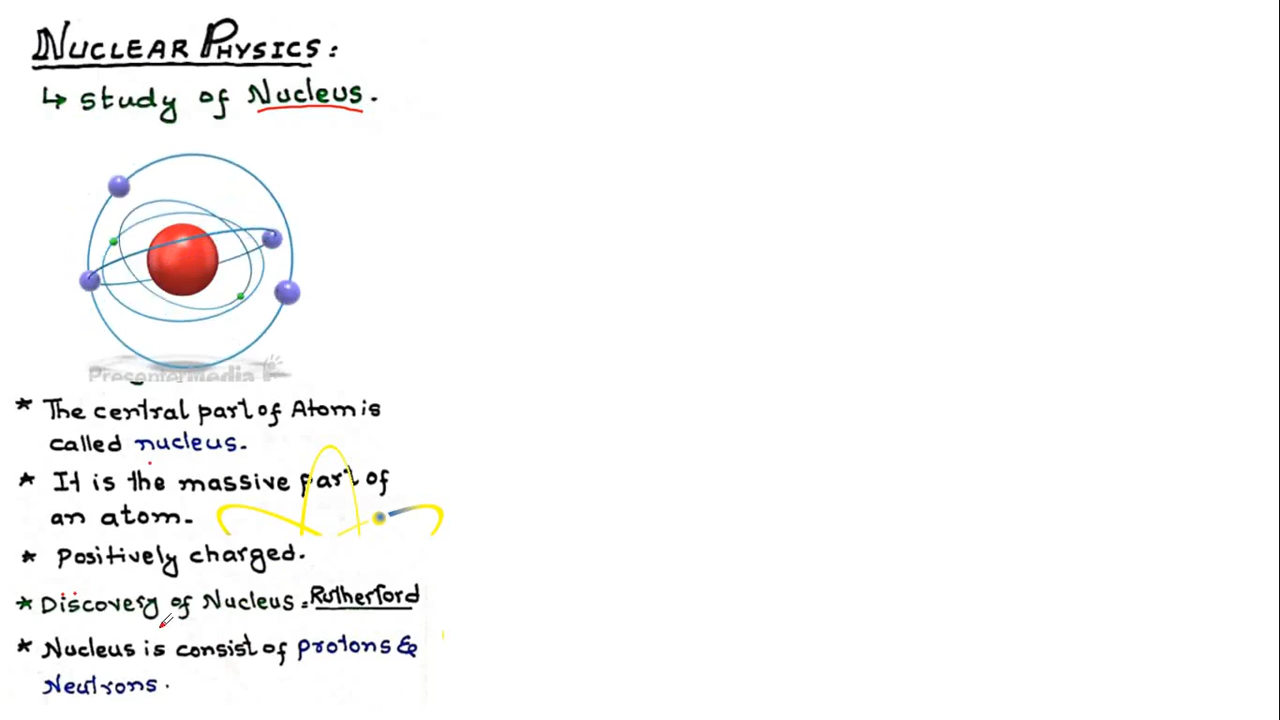 NUCLEAR PHYSICS:
↳ study of Nucleus.
PresenterMedia
* The central part of Atom is
called nucleus.
* It is the massive part of
an atom.
* Positively charged.
* Discovery of Nucleus = Rutherford
* Nucleus is consist of protons &
Neutrons.